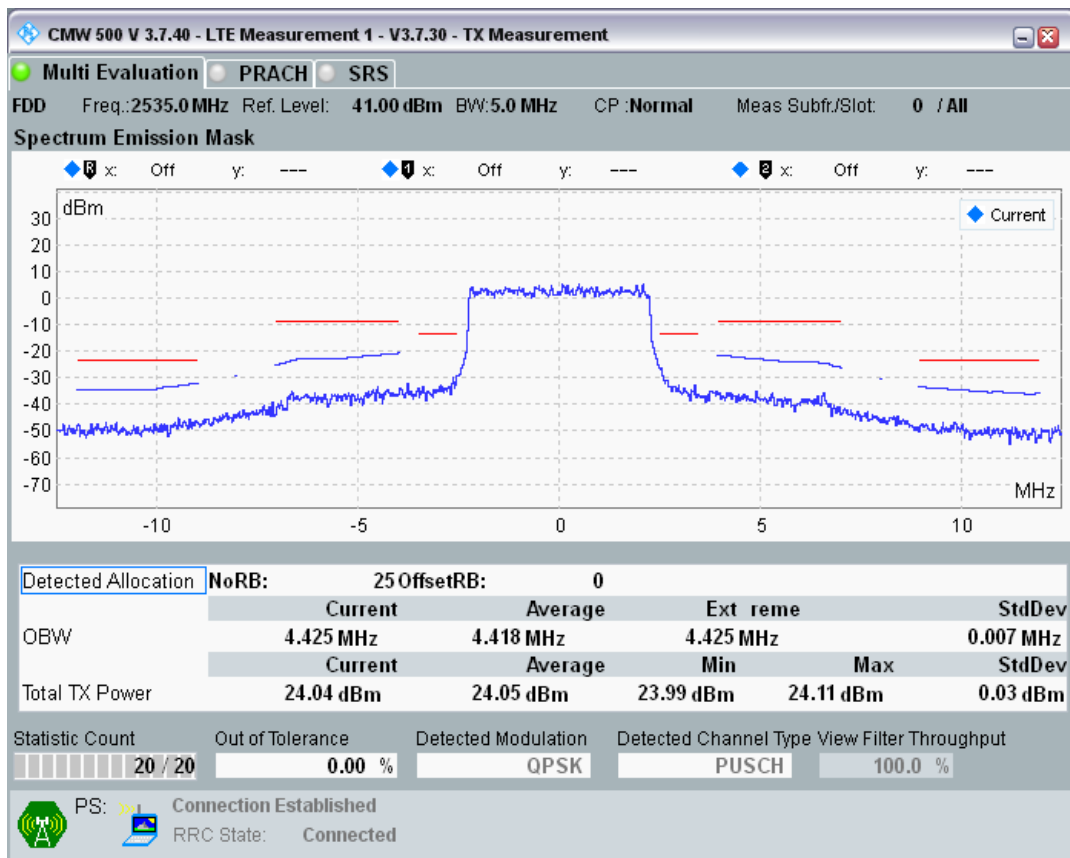 CMW 500 V 3.7.40 - LTE Measurement 1 - V3.7.30 - TX Measurement
Multi Evaluation PRACH SRS
FDD Freq.:2535.0 MHz Ref. Level: 41.00 dBm BW:5.0 MHz CP :Normal Meas Subfr./Slot: 0 / All
Spectrum Emission Mask
R x: Off y: --- 1 x: Off y: --- 2 x: Off y: ---
dBm
Current
30
20
10
0
-10
-20
-30
-40
-50
-60
-70
MHz
-10 -5 0 5 10
Detected Allocation NoRB: 25 OffsetRB: 0
Current Average Ext reme StdDev
OBW 4.425 MHz 4.418 MHz 4.425 MHz 0.007 MHz
Current Average Min Max StdDev
Total TX Power 24.04 dBm 24.05 dBm 23.99 dBm 24.11 dBm 0.03 dBm
Statistic Count Out of Tolerance Detected Modulation Detected Channel Type View Filter Throughput
20 / 20 0.00 % QPSK PUSCH 100.0 %
PS: Connection Established
RRC State: Connected